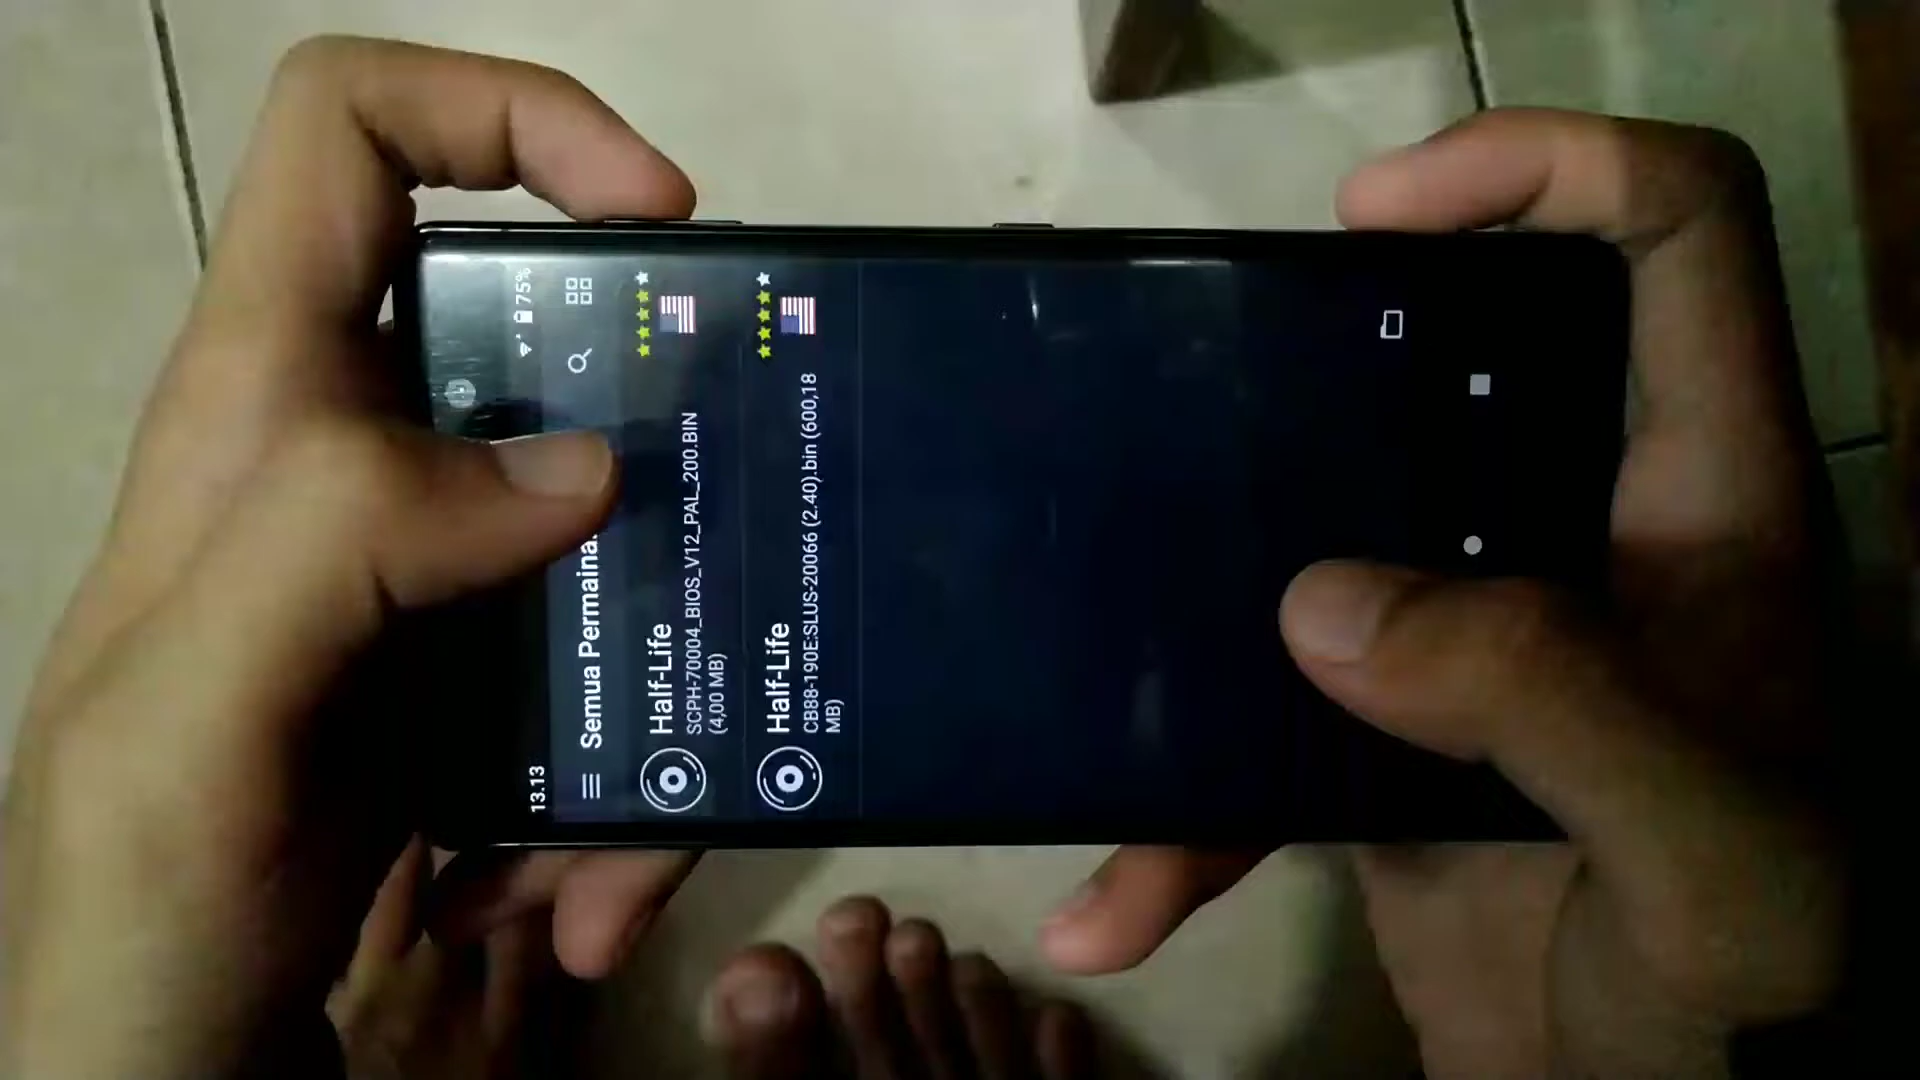 13.13
75%
Semua Permaina
Half-Life
SCPH-70004_BIOS_V12_PAL_200.BIN
(4,00 MB)
Half-Life
CB88-190E:SLUS-20066 (2.40).bin (600,18
MB)